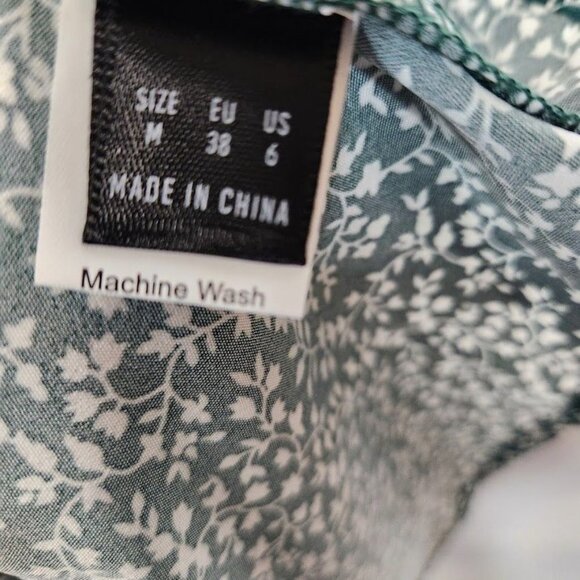 SIZE EU US
M 38 6
MADE IN CHINA
Machine Wash